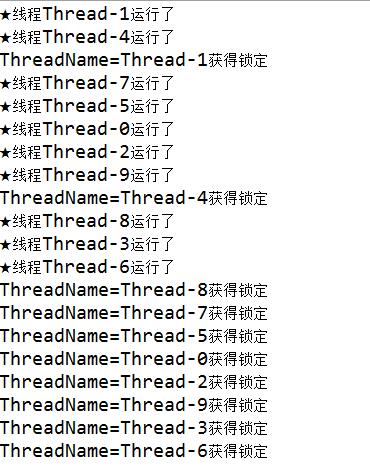 ★线程Thread-1运行了
★线程Thread-4运行了
ThreadName=Thread-1获得锁定
★线程Thread-7运行了
★线程Thread-5运行了
★线程Thread-0运行了
★线程Thread-2运行了
★线程Thread-9运行了
ThreadName=Thread-4获得锁定
★线程Thread-8运行了
★线程Thread-3运行了
★线程Thread-6运行了
ThreadName=Thread-8获得锁定
ThreadName=Thread-7获得锁定
ThreadName=Thread-5获得锁定
ThreadName=Thread-0获得锁定
ThreadName=Thread-2获得锁定
ThreadName=Thread-9获得锁定
ThreadName=Thread-3获得锁定
ThreadName=Thread-6获得锁定